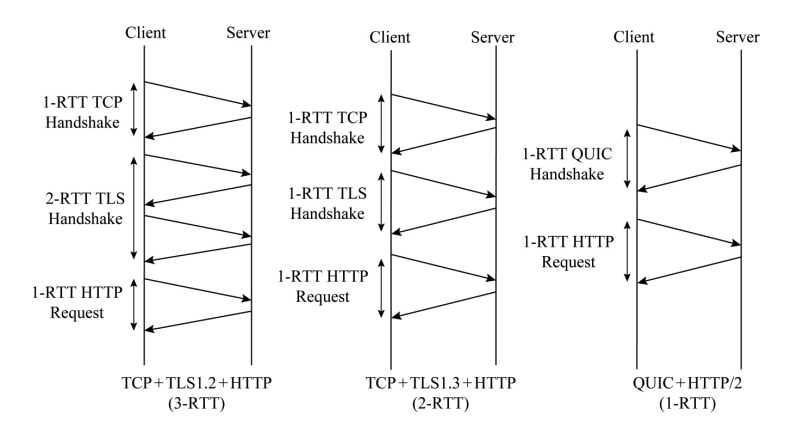 Client
Server
1-RTT TCP
Handshake
2-RTT TLS
Handshake
1-RTT HTTP
Request
TCP+TLS1.2+HTTP
(3-RTT)
Client
Server
1-RTT TCP
Handshake
1-RTT TLS
Handshake
1-RTT HTTP
Request
TCP+TLS1.3+HTTP
(2-RTT)
Client
Server
1-RTT QUIC
Handshake
1-RTT HTTP
Request
QUIC+HTTP/2
(1-RTT)